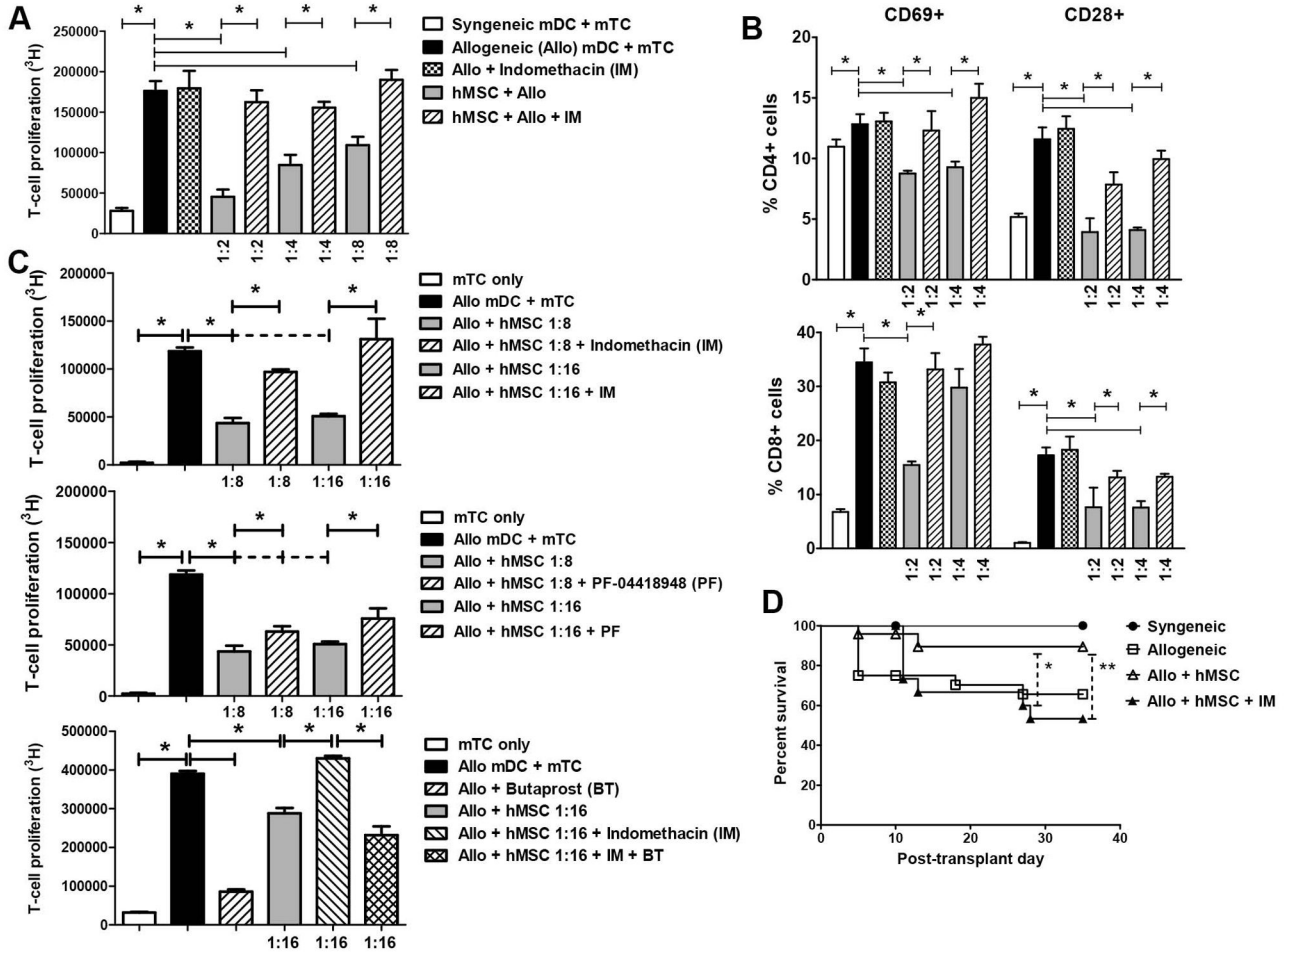 A
T-cell proliferation (³H)
250000
200000
150000
100000
50000
0
* * * * *
1:2 1:2 1:4 1:4 1:8 1:8
Syngeneic mDC + mTC
Allogeneic (Allo) mDC + mTC
Allo + Indomethacin (IM)
hMSC + Allo
hMSC + Allo + IM
B
CD69+ CD28+
% CD4+ cells
20
15
10
5
0
* * * * * * * *
1:2 1:2 1:4 1:4 1:2 1:2 1:4 1:4
% CD8+ cells
40
30
20
10
0
* * * * * * *
1:2 1:2 1:4 1:4 1:2 1:2 1:4 1:4
C
T-cell proliferation (³H)
200000
150000
100000
50000
0
* * * *
1:8 1:8 1:16 1:16
mTC only
Allo mDC + mTC
Allo + hMSC 1:8
Allo + hMSC 1:8 + Indomethacin (IM)
Allo + hMSC 1:16
Allo + hMSC 1:16 + IM
T-cell proliferation (³H)
200000
150000
100000
50000
0
* * * *
1:8 1:8 1:16 1:16
mTC only
Allo mDC + mTC
Allo + hMSC 1:8
Allo + hMSC 1:8 + PF-04418948 (PF)
Allo + hMSC 1:16
Allo + hMSC 1:16 + PF
T-cell proliferation (³H)
500000
400000
300000
200000
100000
0
* * * *
1:16 1:16 1:16
mTC only
Allo mDC + mTC
Allo + Butaprost (BT)
Allo + hMSC 1:16
Allo + hMSC 1:16 + Indomethacin (IM)
Allo + hMSC 1:16 + IM + BT
D
Percent survival
100
80
60
40
20
0
0 10 20 30 40
Post-transplant day
* **
Syngeneic
Allogeneic
Allo + hMSC
Allo + hMSC + IM